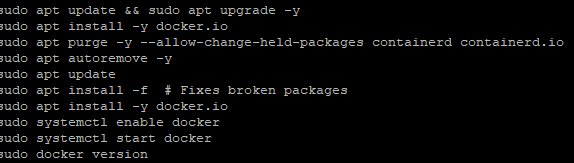 sudo apt update && sudo apt upgrade -y
sudo apt install -y docker.io
sudo apt purge -y --allow-change-held-packages containerd containerd.io
sudo apt autoremove -y
sudo apt update
sudo apt install -f  # Fixes broken packages
sudo apt install -y docker.io
sudo systemctl enable docker
sudo systemctl start docker
sudo docker version